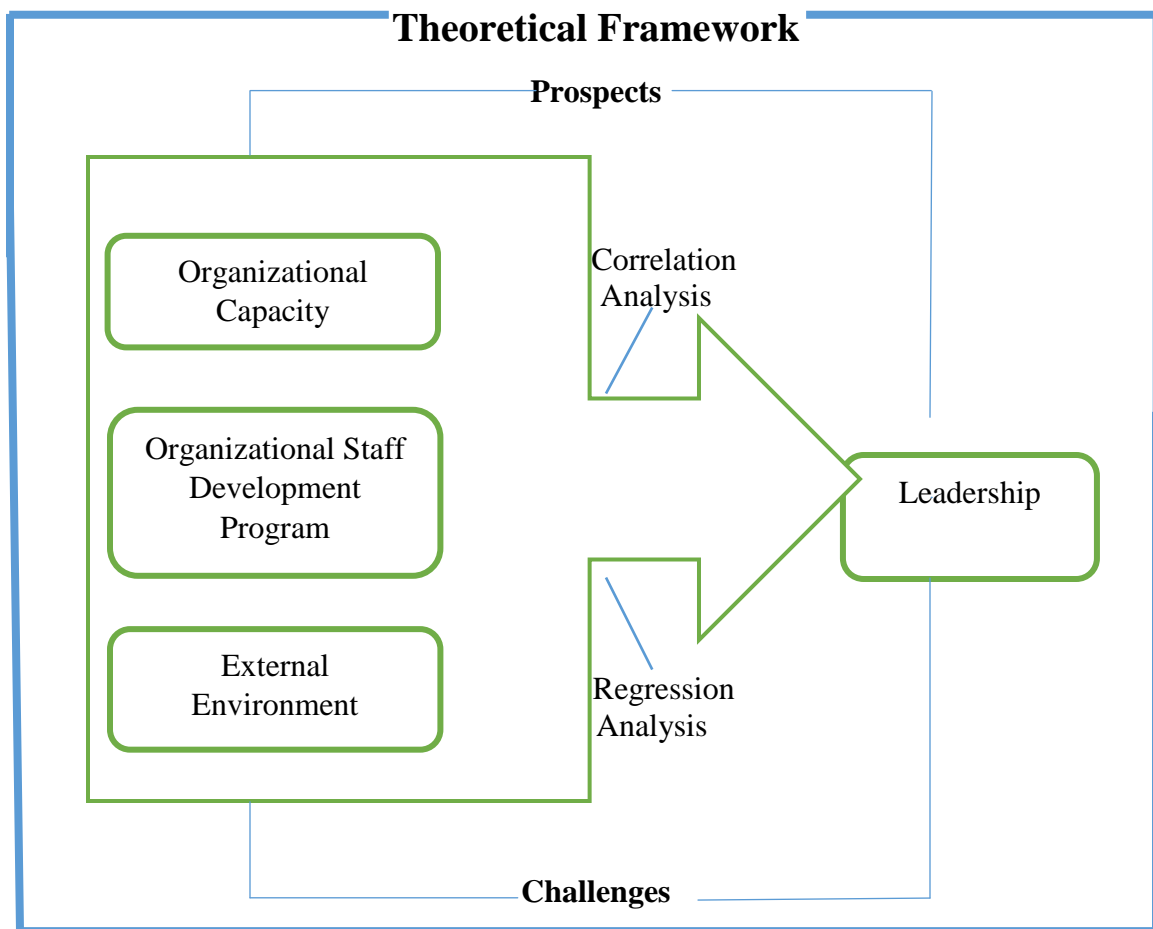 Theoretical Framework
Prospects
Organizational
Capacity
Correlation
Analysis
Organizational Staff
Development
Program
Leadership
External
Environment
Regression
Analysis
Challenges